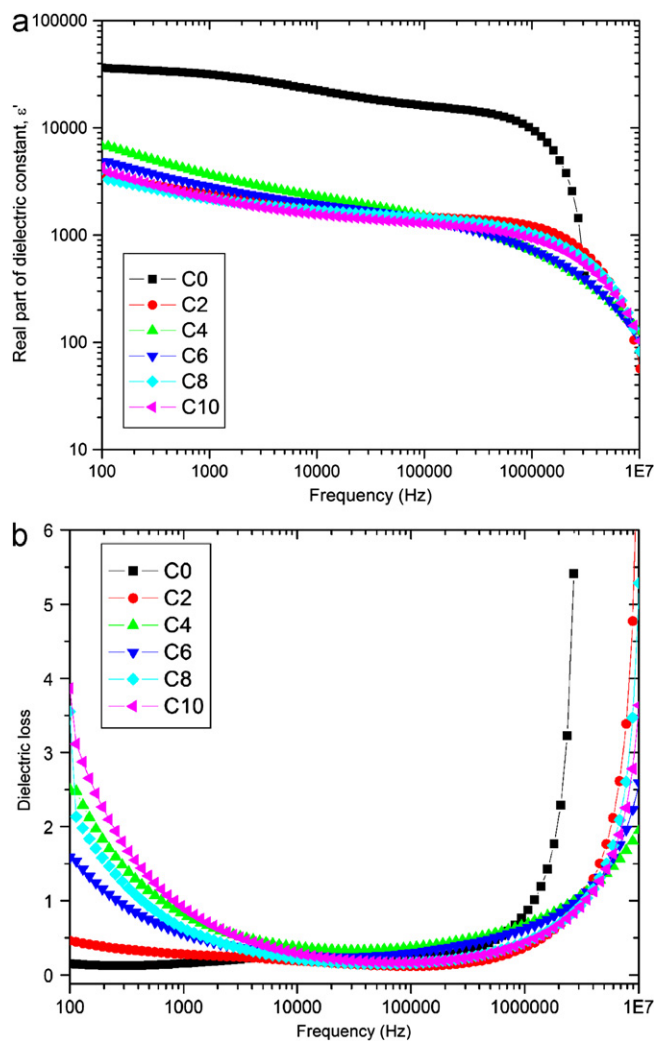 a
100000
10000
1000
100
10
Real part of dielectric constant, ε'
C0
C2
C4
C6
C8
C10
100 1000 10000 100000 1000000 1E7
Frequency (Hz)
b
6
5
4
3
2
1
0
Dielectric loss
C0
C2
C4
C6
C8
C10
100 1000 10000 100000 1000000 1E7
Frequency (Hz)